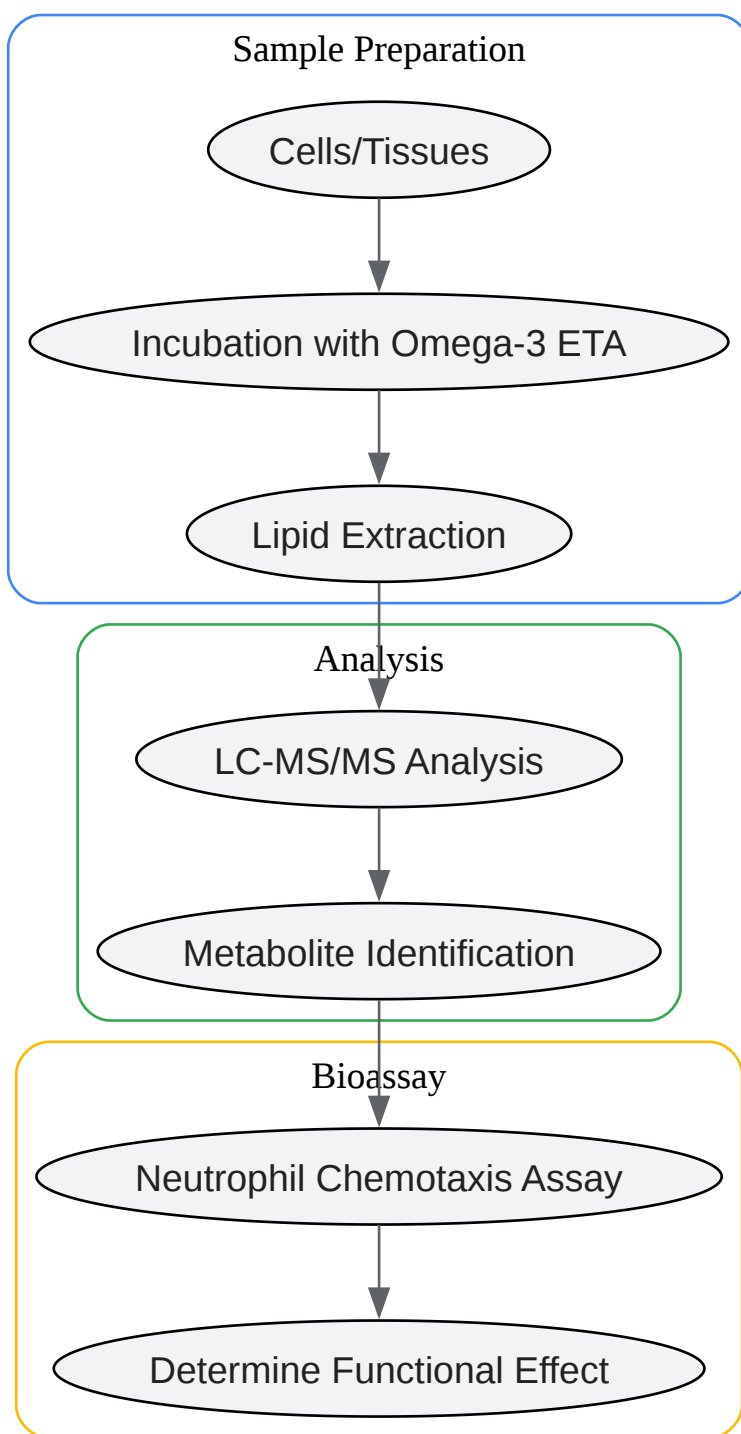 Sample Preparation
Cells/Tissues
Incubation with Omega-3 ETA
Lipid Extraction
Analysis
LC-MS/MS Analysis
Metabolite Identification
Bioassay
Neutrophil Chemotaxis Assay
Determine Functional Effect